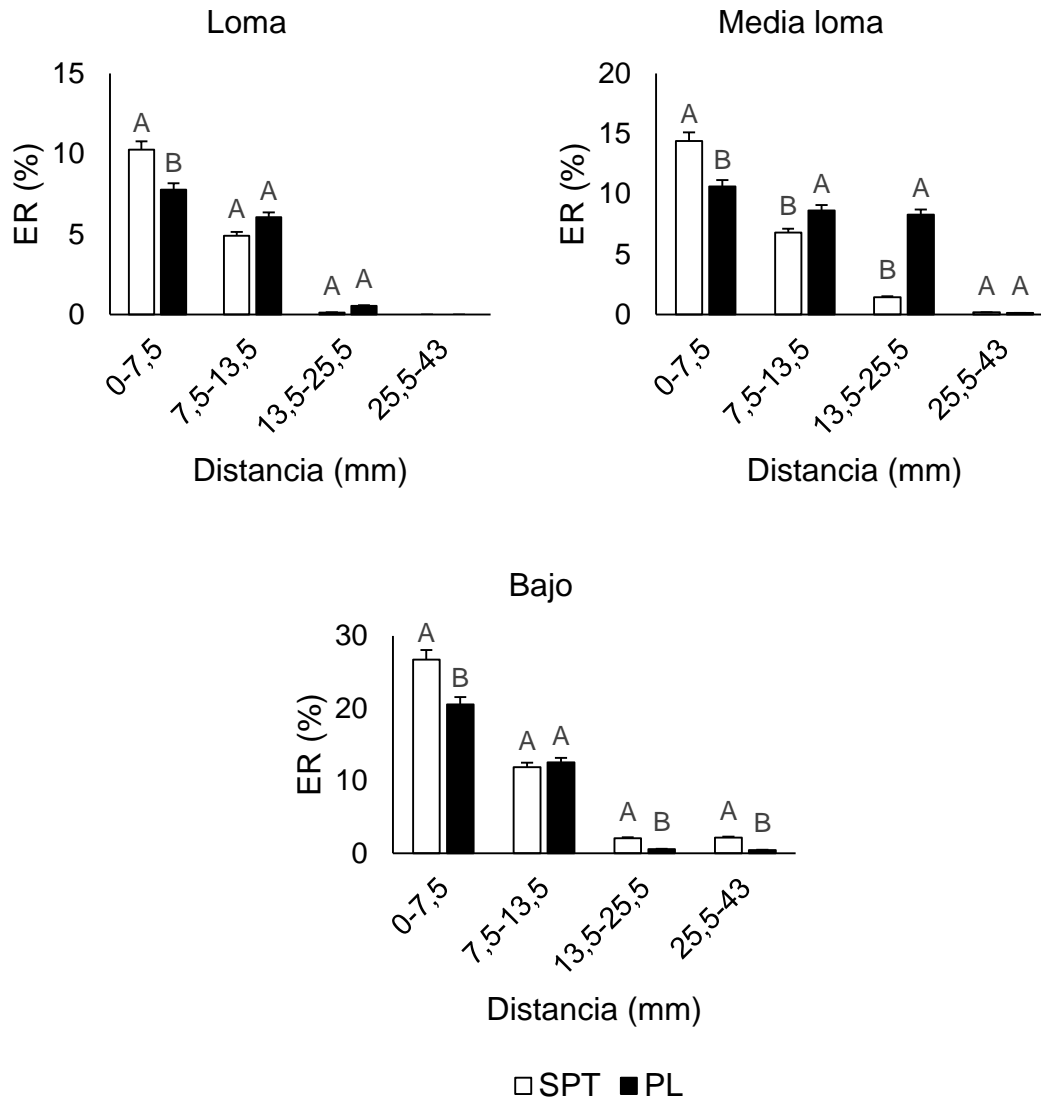 Loma
15
10
5
0
ER (%)
A
B
A
A
A
A
0-7,5
7,5-13,5
13,5-25,5
25,5-43
Distancia (mm)
Media loma
20
15
10
5
0
ER (%)
A
B
B
A
B
A
A
A
0-7,5
7,5-13,5
13,5-25,5
25,5-43
Distancia (mm)
Bajo
30
20
10
0
ER (%)
A
B
A
A
A
B
A
B
0-7,5
7,5-13,5
13,5-25,5
25,5-43
Distancia (mm)
SPT PL